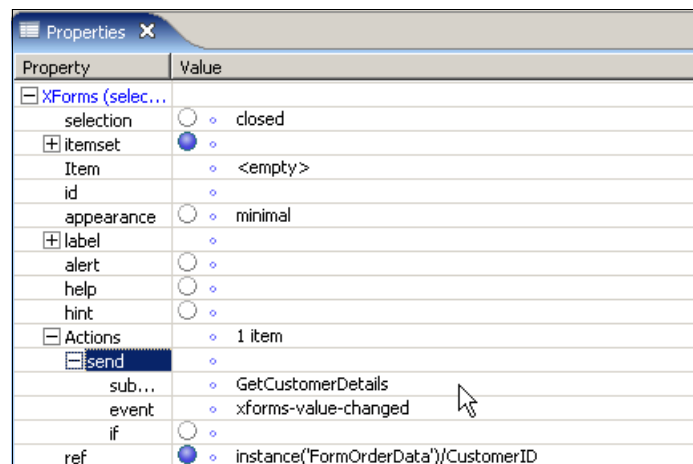 Properties
Property Value
XForms (selec...
selection closed
itemset
Item <empty>
id
appearance minimal
label
alert
help
hint
Actions 1 item
send
sub... GetCustomerDetails
event xforms-value-changed
if
ref instance('FormOrderData')/CustomerID